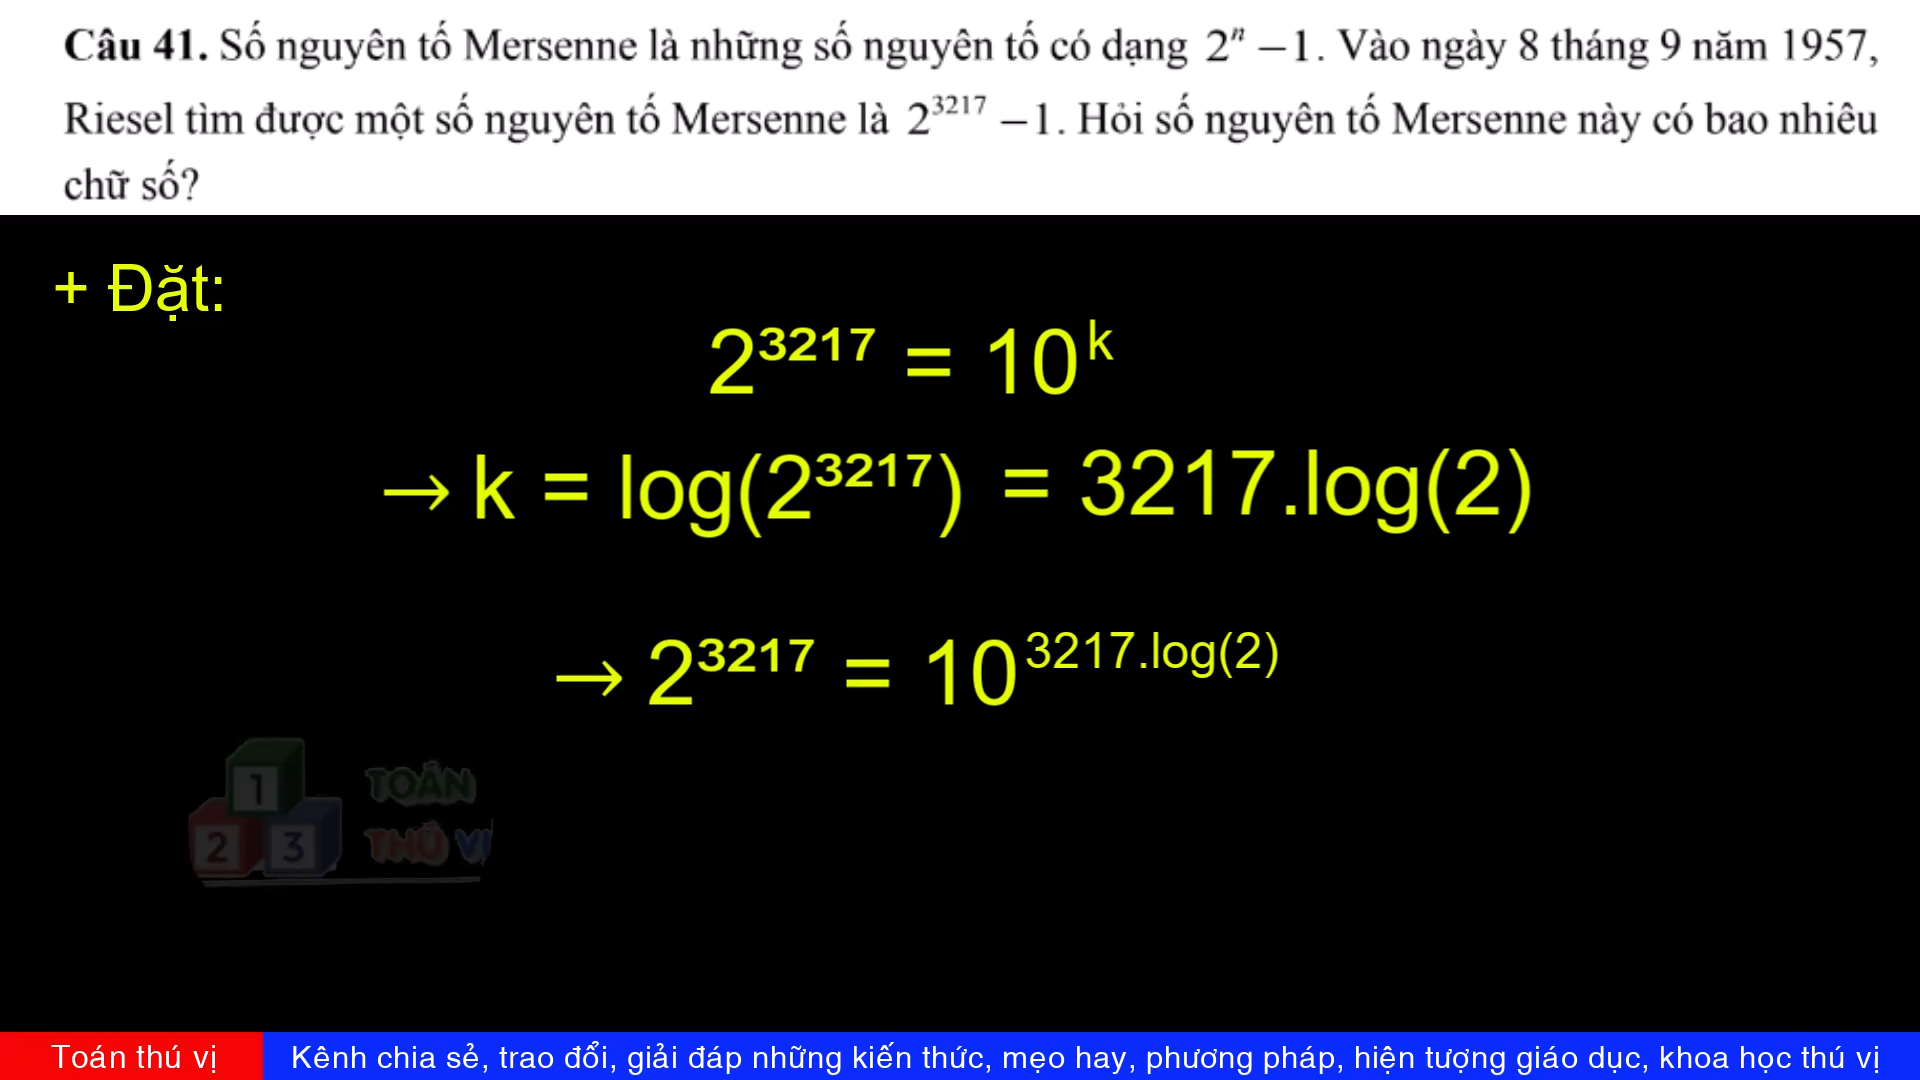 Câu 41. Số nguyên tố Mersenne là những số nguyên tố có dạng 2ⁿ – 1. Vào ngày 8 tháng 9 năm 1957,
Riesel tìm được một số nguyên tố Mersenne là 2³²¹⁷ – 1. Hỏi số nguyên tố Mersenne này có bao nhiêu
chữ số?
+ Đặt:
2³²¹⁷ = 10ᵏ
→ k = log(2³²¹⁷) = 3217.log(2)
→ 2³²¹⁷ = 10^3217.log(2)
1 TOÁN
2 3 THÚ VỊ
Toán thú vị Kênh chia sẻ, trao đổi, giải đáp những kiến thức, mẹo hay, phương pháp, hiện tượng giáo dục, khoa học thú vị